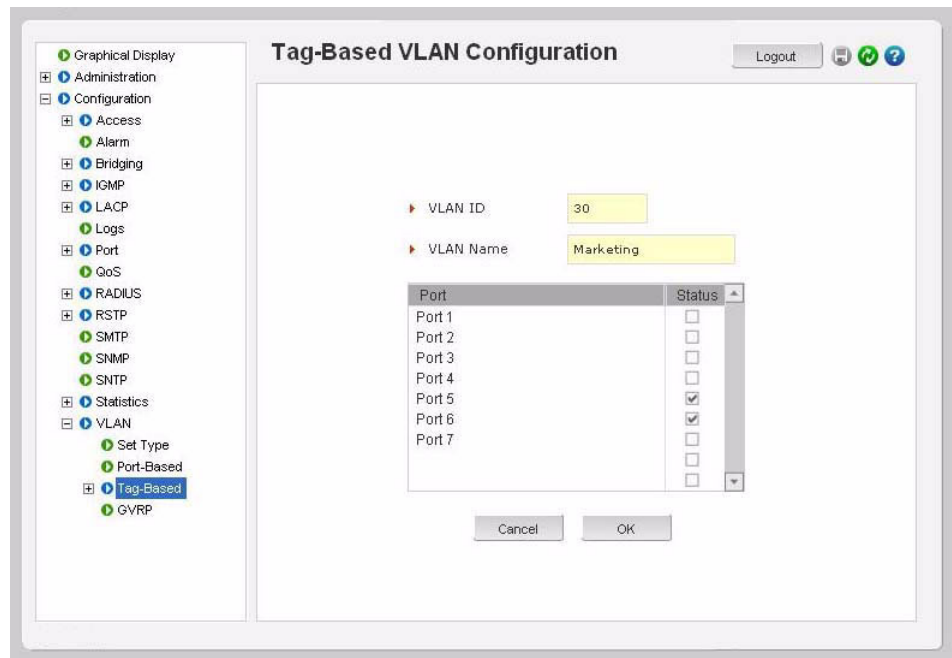 Tag-Based VLAN Configuration
Logout
Graphical Display
Administration
Configuration
Access
Alarm
Bridging
IGMP
LACP
Logs
Port
QoS
RADIUS
RSTP
SMTP
SNMP
SNTP
Statistics
VLAN
Set Type
Port-Based
Tag-Based
GVRP
VLAN ID 30
VLAN Name Marketing
Port Status
Port 1
Port 2
Port 3
Port 4
Port 5
Port 6
Port 7
Cancel OK